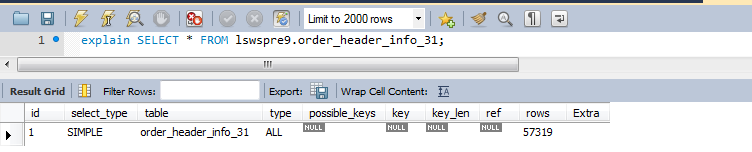 Limit to 2000 rows
1 explain SELECT * FROM lswspre9.order_header_info_31;
Result Grid Filter Rows: Export: Wrap Cell Content:
id select_type table type possible_keys key key_len ref rows Extra
1 SIMPLE order_header_info_31 ALL NULL NULL NULL NULL 57319